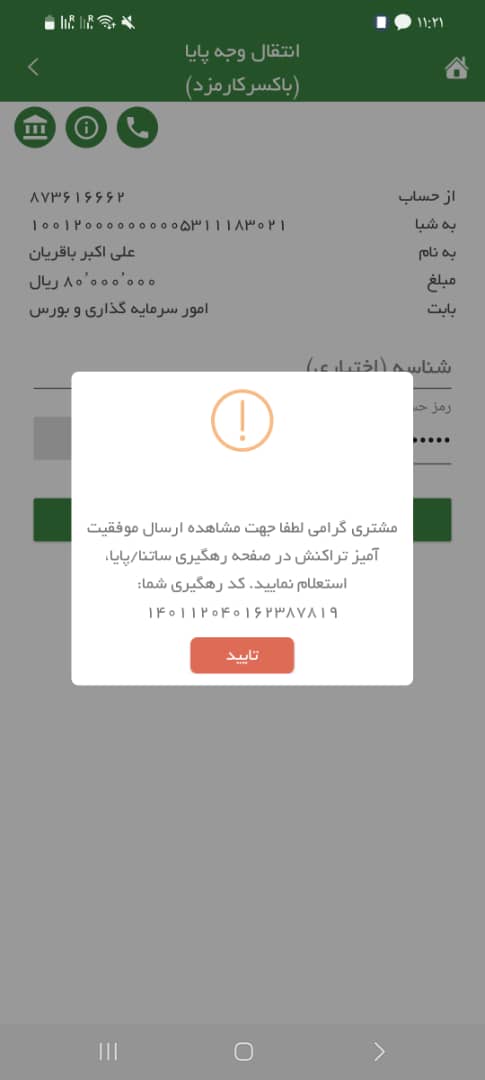 ۱۱:۲۱
انتقال وجه پایا
(باکسرکارمزد)
از حساب ۸۷۳۶۱۶۶۶۲
به شبا ۱۰۰۱۲۰۰۰۰۰۰۰۰۰۵۳۱۱۱۸۳۰۲۱
به نام علی اکبر باقریان
مبلغ ۸۰٬۰۰۰٬۰۰۰ ریال
بابت امور سرمایه گذاری و بورس
شناسه (اختیاری)
رمز
مشتری گرامی لطفا جهت مشاهده ارسال موفقیت
آمیز تراکنش در صفحه رهگیری ساتنا/پایا،
استعلام نمایید. کد رهگیری شما:
۱۴۰۱۱۲۰۴۰۱۶۲۳۸۷۸۱۹
تایید